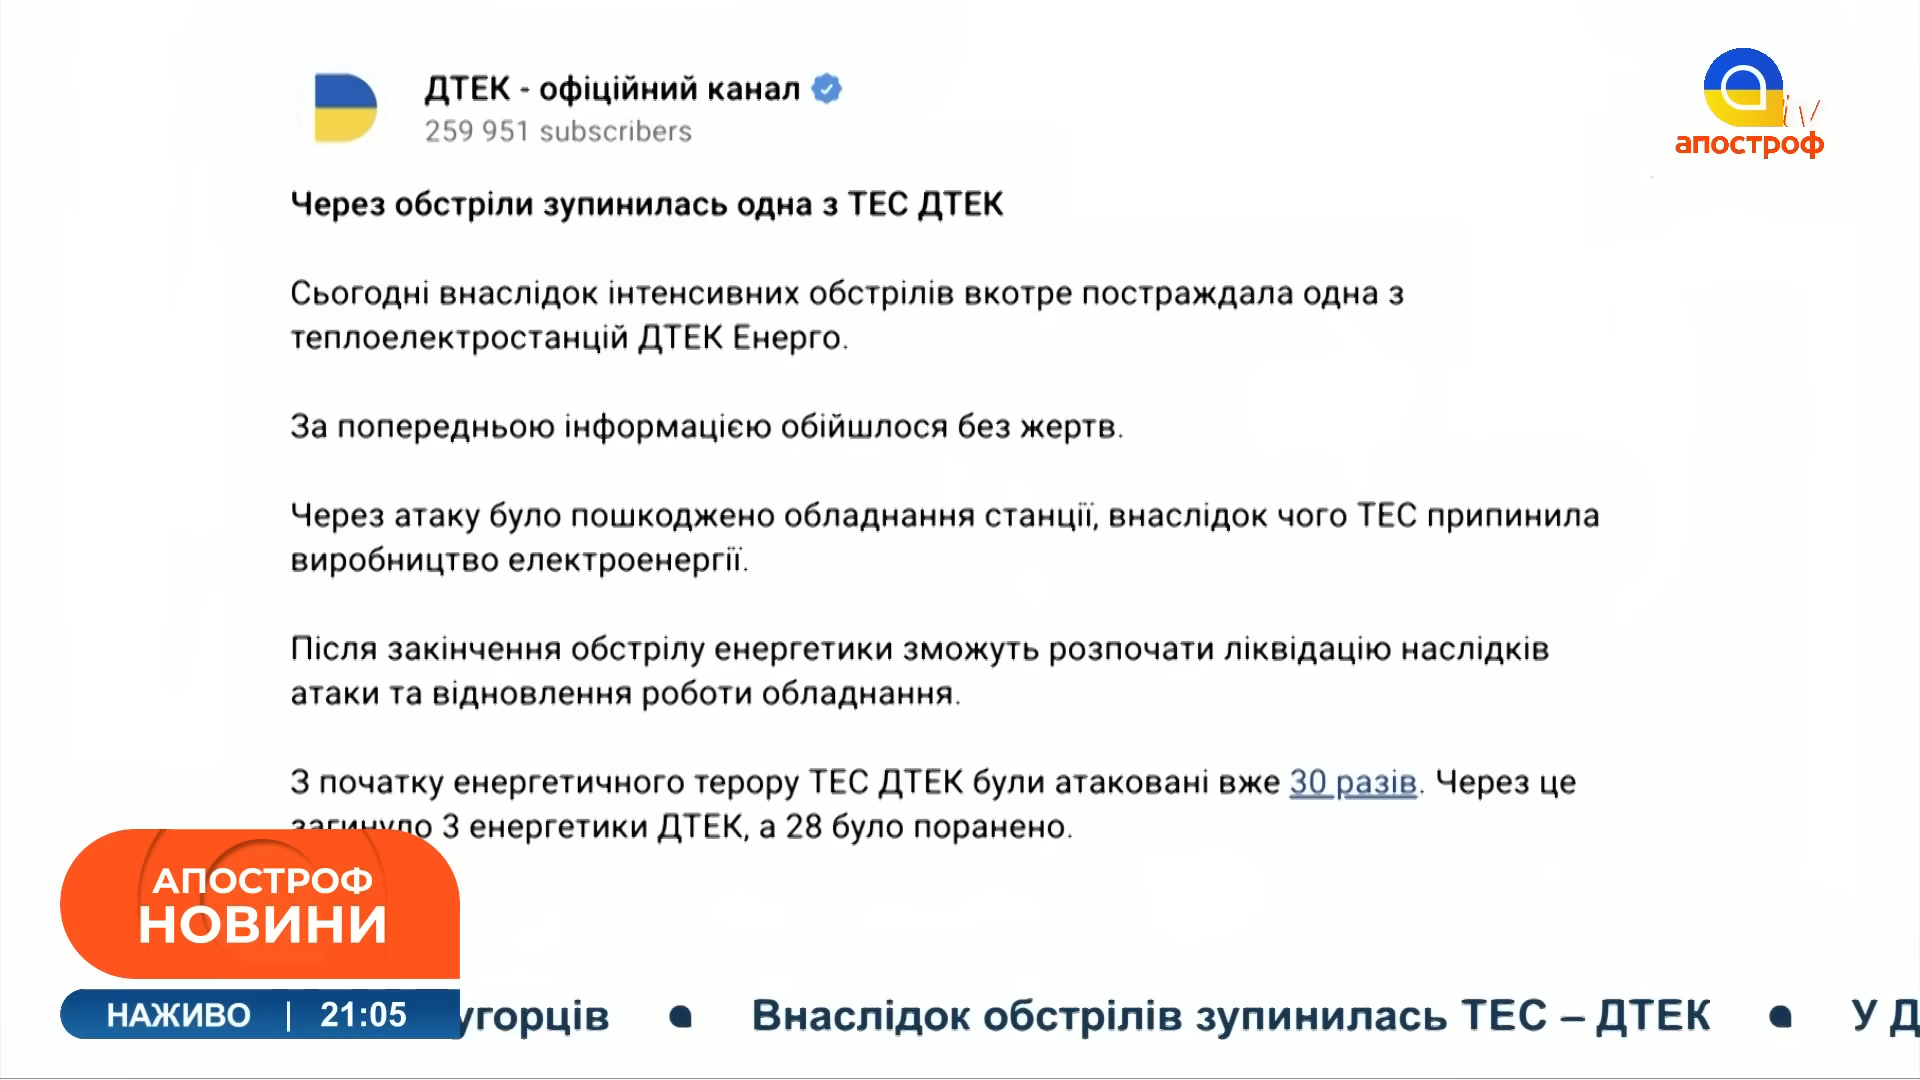 ДТЕК - офіційний канал
259 951 subscribers
tv
апостроф
Через обстріли зупинилась одна з ТЕС ДТЕК
Сьогодні внаслідок інтенсивних обстрілів вкотре постраждала одна з
теплоелектростанцій ДТЕК Енерго.
За попередньою інформацією обійшлося без жертв.
Через атаку було пошкоджено обладнання станції, внаслідок чого ТЕС припинила
виробництво електроенергії.
Після закінчення обстрілу енергетики зможуть розпочати ліквідацію наслідків
атаки та відновлення роботи обладнання.
З початку енергетичного терору ТЕС ДТЕК були атаковані вже 30 разів. Через це
загинуло 3 енергетики ДТЕК, а 28 було поранено.
АПОСТРОФ
НОВИНИ
НАЖИВО | 21:05
угорців • Внаслідок обстрілів зупинилась ТЕС – ДТЕК • У Д